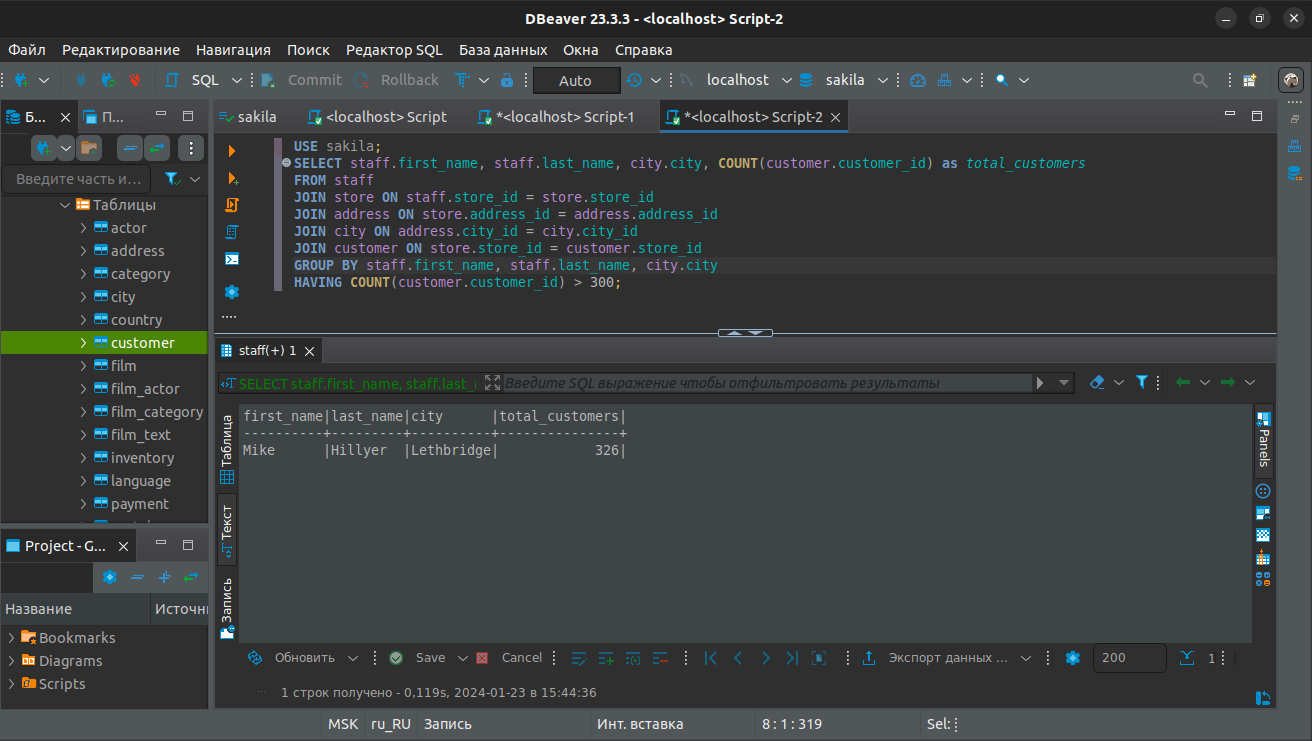 DBeaver 23.3.3 - <localhost> Script-2
Файл Редактирование Навигация Поиск Редактор SQL База данных Окна Справка
SQL Commit Rollback Auto localhost sakila
Б... П...
sakila <localhost> Script *<localhost> Script-1 *<localhost> Script-2
Введите часть и...
Таблицы
actor
address
category
city
country
customer
film
film_actor
film_category
film_text
inventory
language
payment
USE sakila;
SELECT staff.first_name, staff.last_name, city.city, COUNT(customer.customer_id) as total_customers
FROM staff
JOIN store ON staff.store_id = store.store_id
JOIN address ON store.address_id = address.address_id
JOIN city ON address.city_id = city.city_id
JOIN customer ON store.store_id = customer.store_id
GROUP BY staff.first_name, staff.last_name, city.city
HAVING COUNT(customer.customer_id) > 300;
staff(+) 1
SELECT staff.first_name, staff.last_ Введите SQL выражение чтобы отфильтровать результаты
Таблица
Текст
Запись
first_name|last_name|city      |total_customers|
----------+---------+----------+---------------+
Mike      |Hillyer  |Lethbridge|            326|
Panels
Project - G...
Название Источн
Bookmarks
Diagrams
Scripts
Обновить Save Cancel Экспорт данных ... 200 1
1 строк получено - 0,119s, 2024-01-23 в 15:44:36
MSK ru_RU Запись Инт. вставка 8 : 1 : 319 Sel: